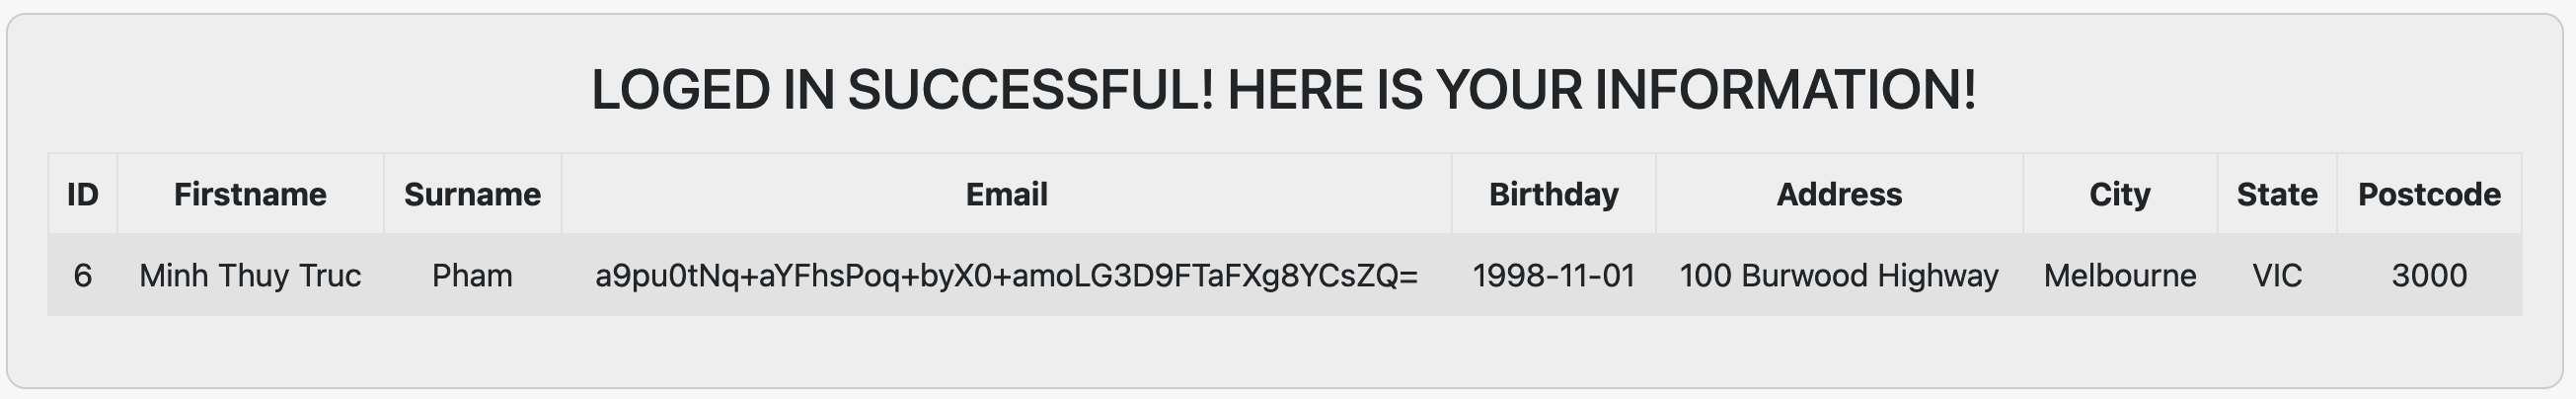 LOGED IN SUCCESSFUL! HERE IS YOUR INFORMATION!
ID Firstname Surname Email Birthday Address City State Postcode
6 Minh Thuy Truc Pham a9pu0tNq+aYFhsPoq+byX0+amoLG3D9FTaFXg8YCsZQ= 1998-11-01 100 Burwood Highway Melbourne VIC 3000